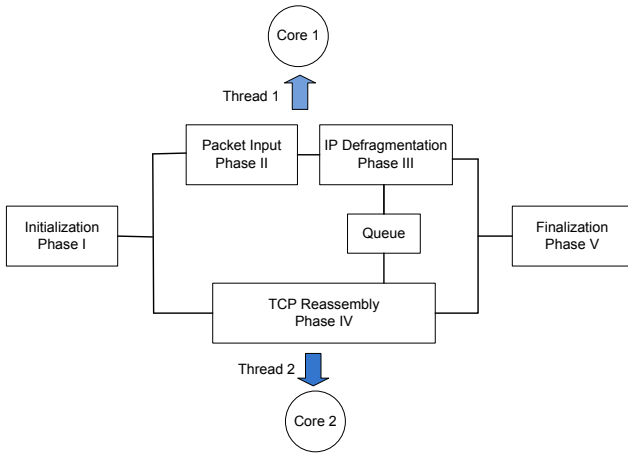 Core 1
Thread 1
Packet Input
Phase II
IP Defragmentation
Phase III
Initialization
Phase I
Queue
Finalization
Phase V
TCP Reassembly
Phase IV
Thread 2
Core 2